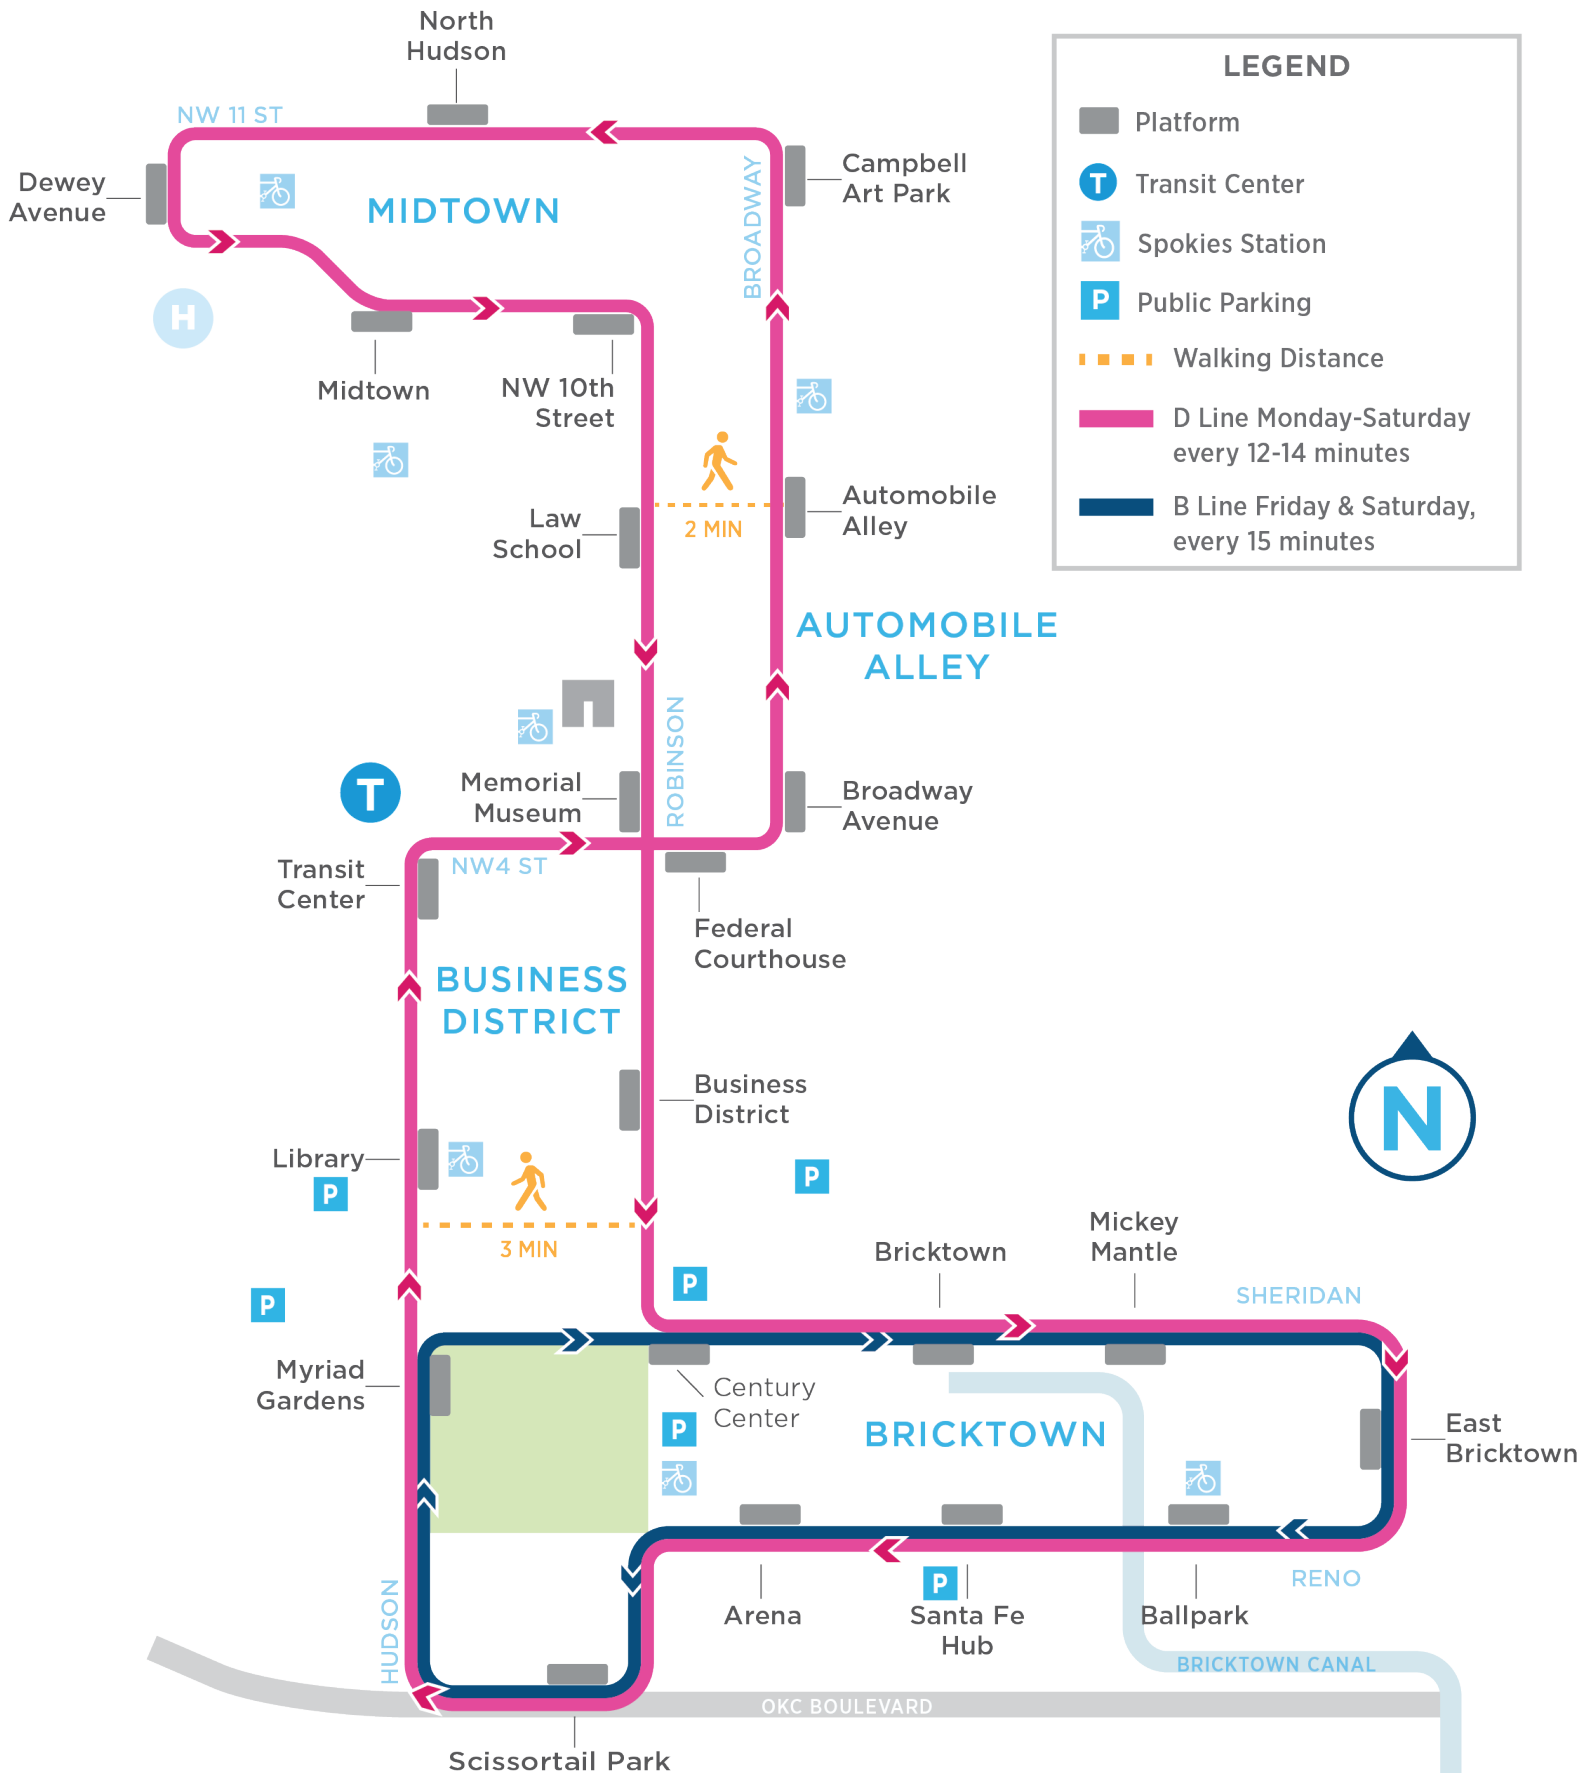 North
Hudson
NW 11 ST
Dewey
Avenue
MIDTOWN
BROADWAY
Campbell
Art Park
H
Midtown
NW 10th
Street
Law
School
2 MIN
Automobile
Alley
AUTOMOBILE
ALLEY
ROBINSON
T
Memorial
Museum
Broadway
Avenue
Transit
Center
NW4 ST
Federal
Courthouse
BUSINESS
DISTRICT
Business
District
Library
P
3 MIN
P
P
P
Bricktown
Mickey
Mantle
SHERIDAN
Myriad
Gardens
Century
Center
P
BRICKTOWN
East
Bricktown
HUDSON
Arena
P
Santa Fe
Hub
Ballpark
RENO
BRICKTOWN CANAL
OKC BOULEVARD
Scissortail Park
N
LEGEND
Platform
T
Transit Center
Spokies Station
P
Public Parking
Walking Distance
D Line Monday-Saturday
every 12-14 minutes
B Line Friday & Saturday,
every 15 minutes